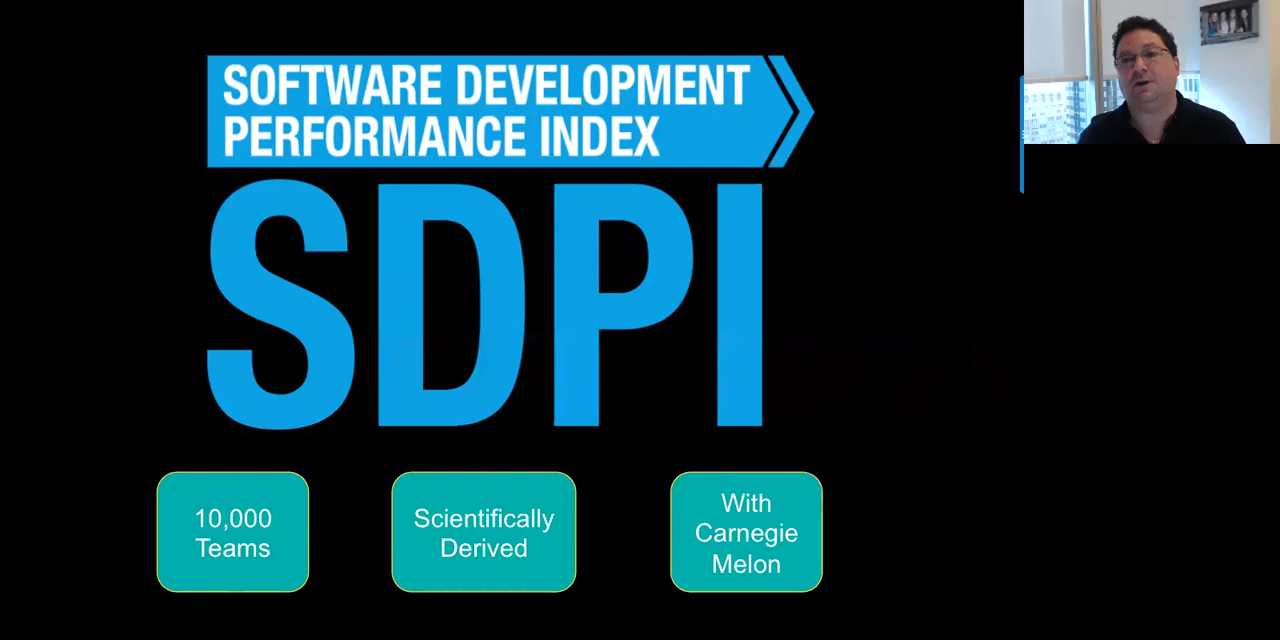 SOFTWARE DEVELOPMENT
PERFORMANCE INDEX
SDPI
10,000
Teams
Scientifically
Derived
With
Carnegie
Melon